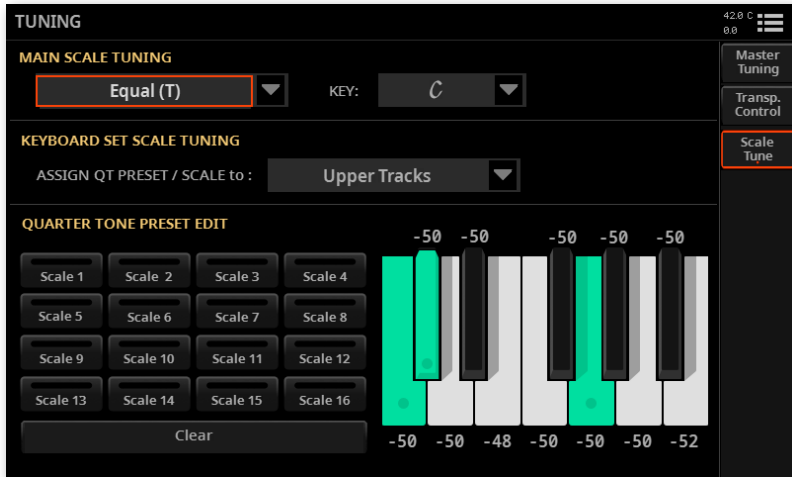 TUNING
42.0 C
0.0
MAIN SCALE TUNING
Equal (T)
KEY:
C
Master
Tuning
Transp.
Control
Scale
Tune
KEYBOARD SET SCALE TUNING
ASSIGN QT PRESET / SCALE to :
Upper Tracks
QUARTER TONE PRESET EDIT
Scale 1 Scale 2 Scale 3 Scale 4
Scale 5 Scale 6 Scale 7 Scale 8
Scale 9 Scale 10 Scale 11 Scale 12
Scale 13 Scale 14 Scale 15 Scale 16
Clear
-50 -50 -50 -50 -50
-50 -50 -48 -50 -50 -50 -52